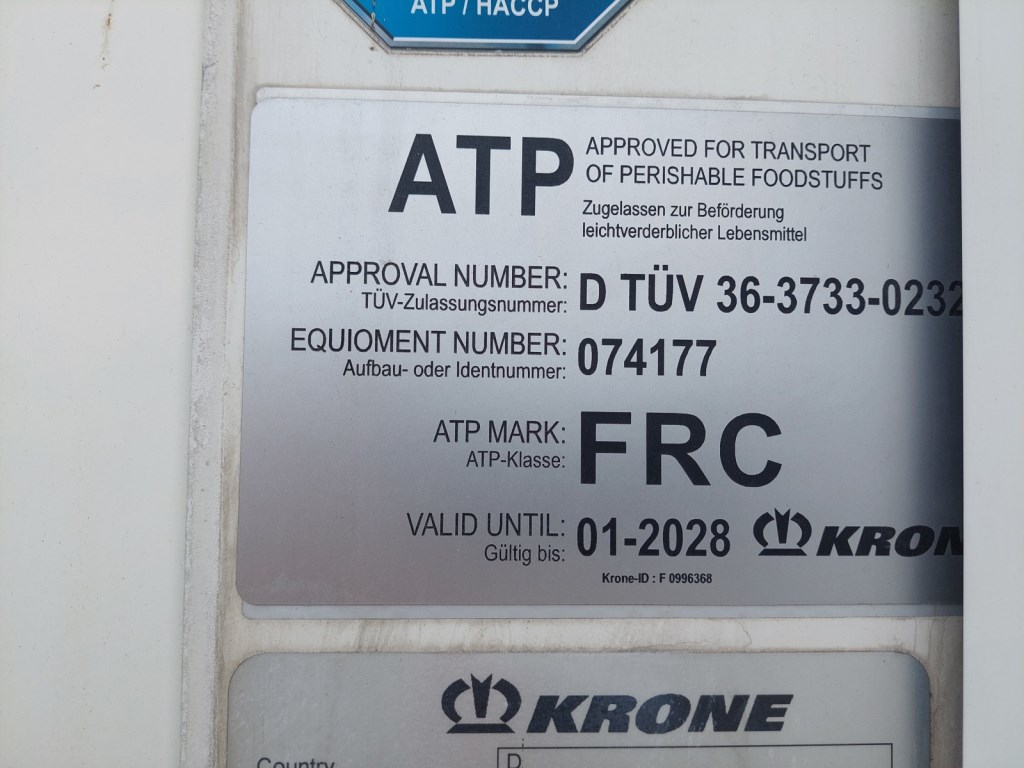 ATP / HACCP
ATP
APPROVED FOR TRANSPORT
OF PERISHABLE FOODSTUFFS
Zugelassen zur Beförderung
leichtverderblicher Lebensmittel
APPROVAL NUMBER: D TÜV 36-3733-0232
TÜV-Zulassungsnummer:
EQUIOMENT NUMBER: 074177
Aufbau- oder Identnummer:
ATP MARK: FRC
ATP-Klasse:
VALID UNTIL: 01-2028 KRON
Gültig bis:
Krone-ID : F 0996368
KRONE
Country D